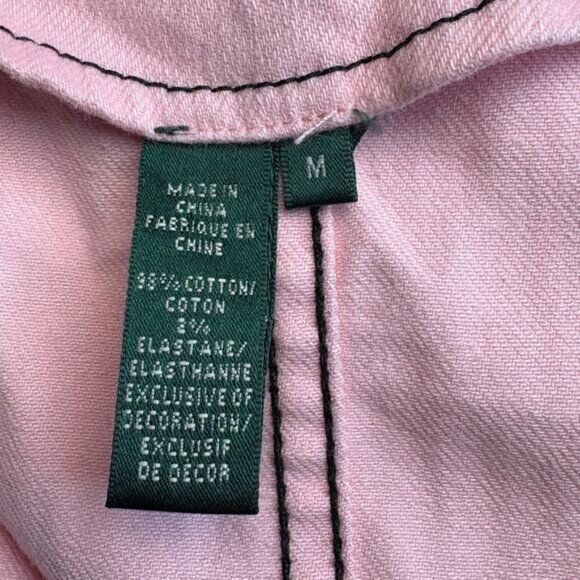 M
MADE IN
CHINA
FABRIQUE EN
CHINE
98% COTTON/
COTON
2%
ELASTANE/
ELASTHANNE
EXCLUSIVE OF
DECORATION/
EXCLUSIF
DE DECOR